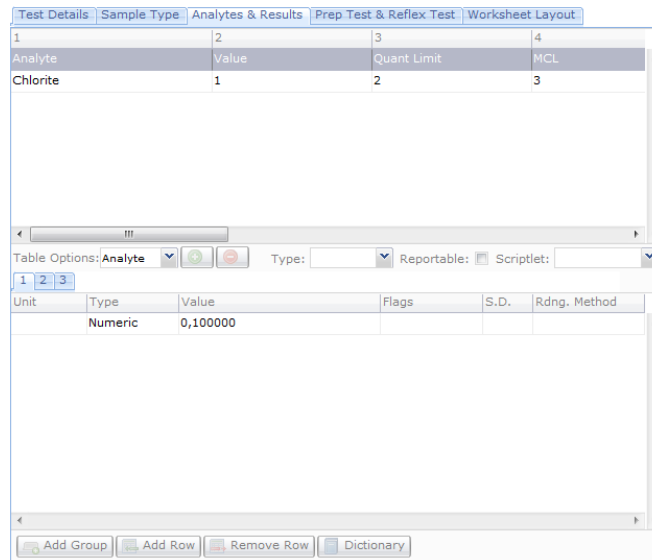 Test Details Sample Type Analytes & Results Prep Test & Reflex Test Worksheet Layout
1 2 3 4
Analyte Value Quant Limit MCL
Chlorite 1 2 3
Table Options: Analyte Type: Reportable: Scriptlet:
1 2 3
Unit Type Value Flags S.D. Rdng. Method
Numeric 0,100000
Add Group Add Row Remove Row Dictionary